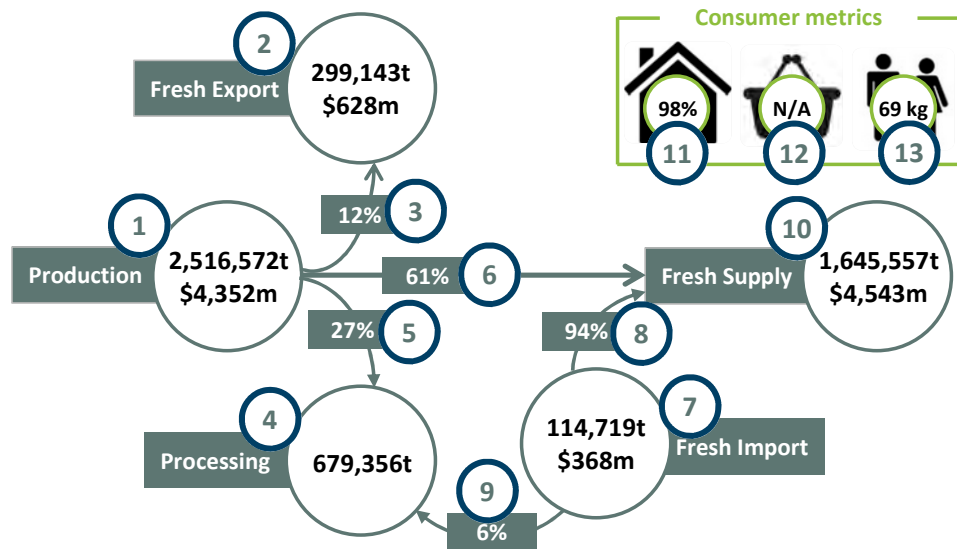 Consumer metrics
2
Fresh Export
299,143t
$628m
98%
N/A
69 kg
11
12
13
12%
3
1
Production
2,516,572t
$4,352m
61%
6
10
Fresh Supply
1,645,557t
$4,543m
27%
5
94%
8
4
Processing
679,356t
7
114,719t
$368m
Fresh Import
9
6%